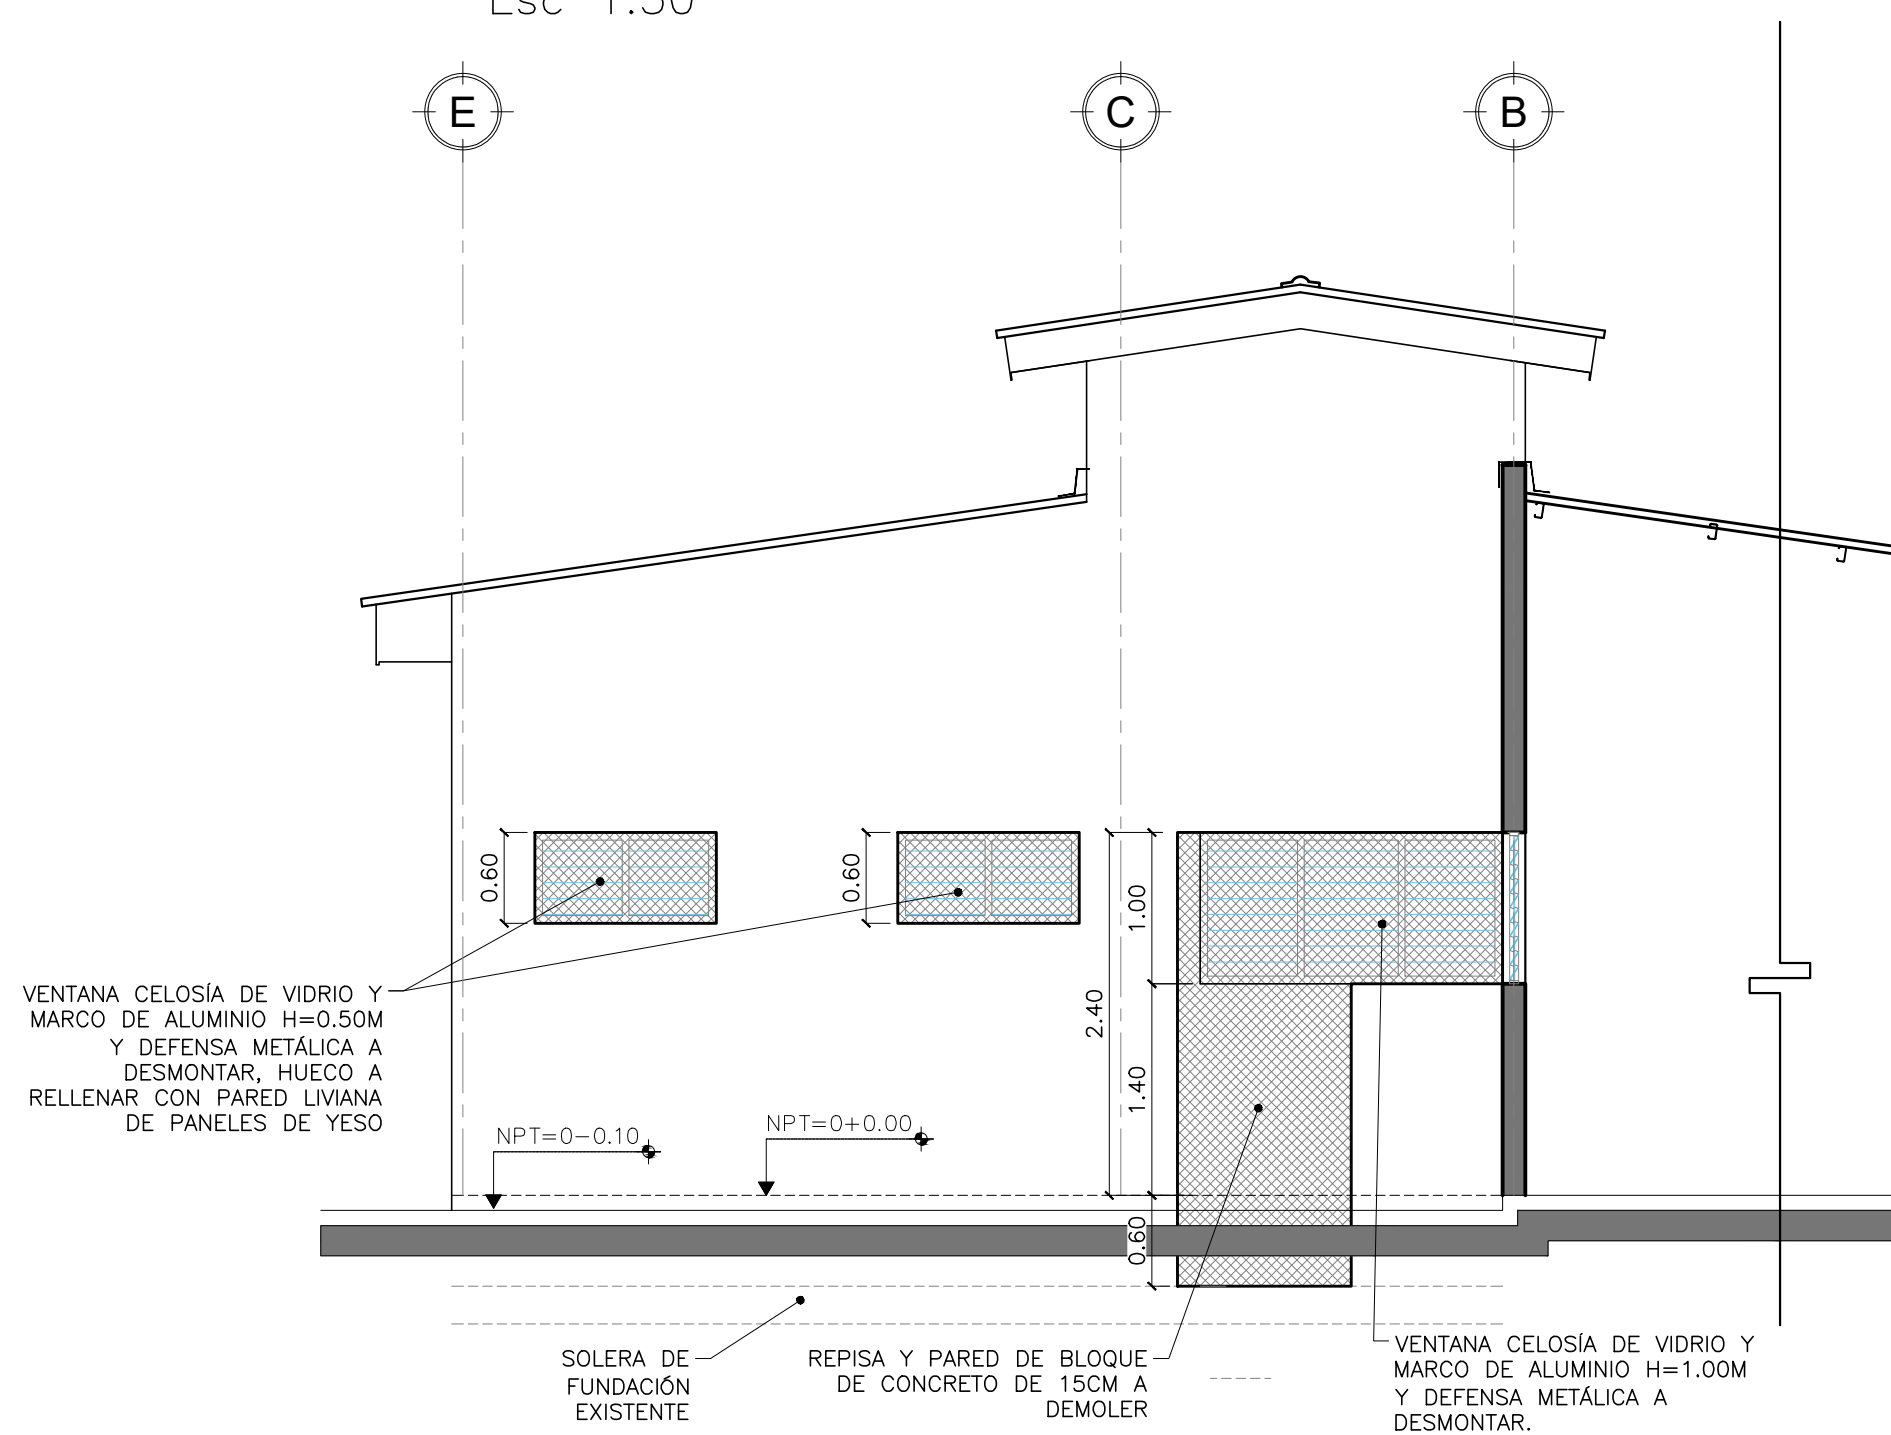 Esc 1:50
E
C
B
0.60
0.60
1.00
2.40
1.40
0.60
VENTANA CELOSÍA DE VIDRIO Y
MARCO DE ALUMINIO H=0.50M
Y DEFENSA METÁLICA A
DESMONTAR, HUECO A
RELLENAR CON PARED LIVIANA
DE PANELES DE YESO
NPT=0-0.10
NPT=0+0.00
SOLERA DE
FUNDACIÓN
EXISTENTE
REPISA Y PARED DE BLOQUE
DE CONCRETO DE 15CM A
DEMOLER
VENTANA CELOSÍA DE VIDRIO Y
MARCO DE ALUMINIO H=1.00M
Y DEFENSA METÁLICA A
DESMONTAR.